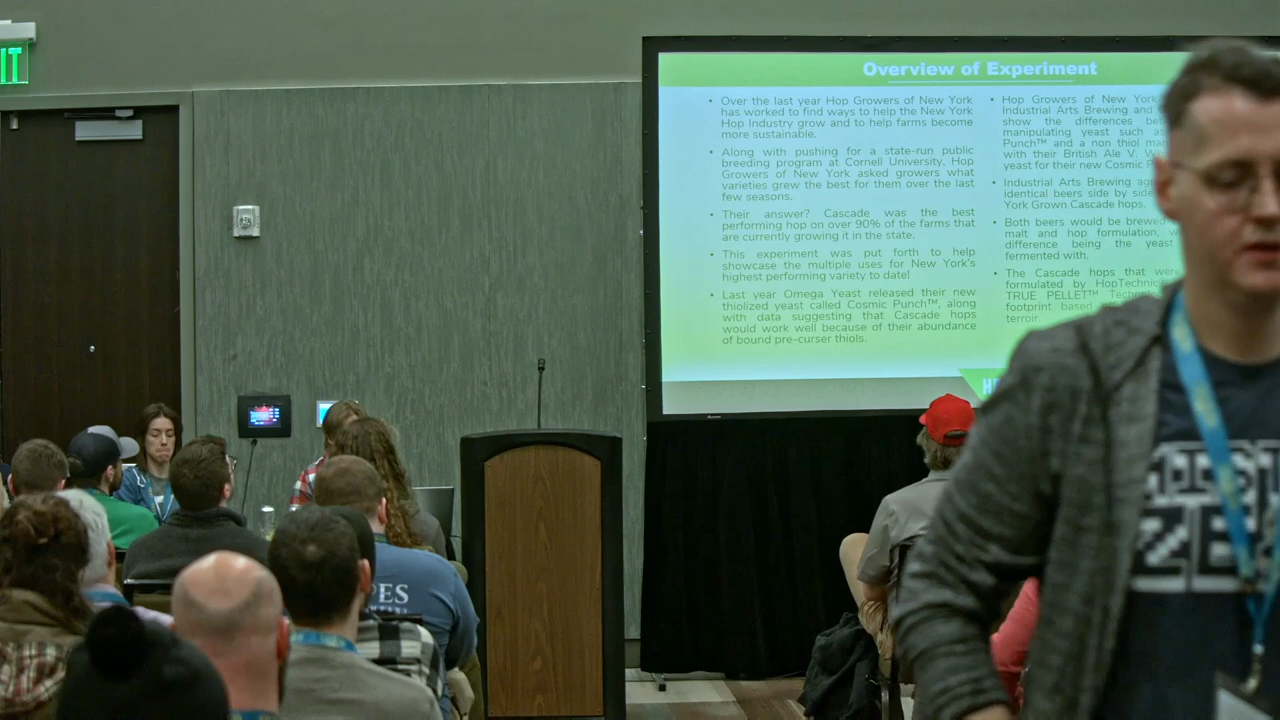 IT
Overview of Experiment
• Over the last year Hop Growers of New York
has worked to find ways to help the New York
Hop Industry grow and to help farms become
more sustainable.
• Along with pushing for a state-run public
breeding program at Cornell University, Hop
Growers of New York asked growers what
varieties grew the best for them over the last
few seasons.
• Their answer? Cascade was the best
performing hop on over 90% of the farms that
are currently growing it in the state.
• This experiment was put forth to help
showcase the multiple uses for New York's
highest performing variety to date!
• Last year Omega Yeast released their new
thiolized yeast called Cosmic Punch™, along
with data suggesting that Cascade hops
would work well because of their abundance
of bound pre-curser thiols.
• Hop Growers of New York
Industrial Arts Brewing and
show the differences
manipulating yeast such as
Punch™ and a non thiol
with their British Ale V.
yeast for their new Cosmic
• Industrial Arts Brewing
identical beers side by side
York Grown Cascade hops.
• Both beers would be brewed
malt and hop formulation,
difference being the yeast
fermented with.
• The Cascade hops that were
formulated by
TRUE PELLET™
footprint based
terroir.